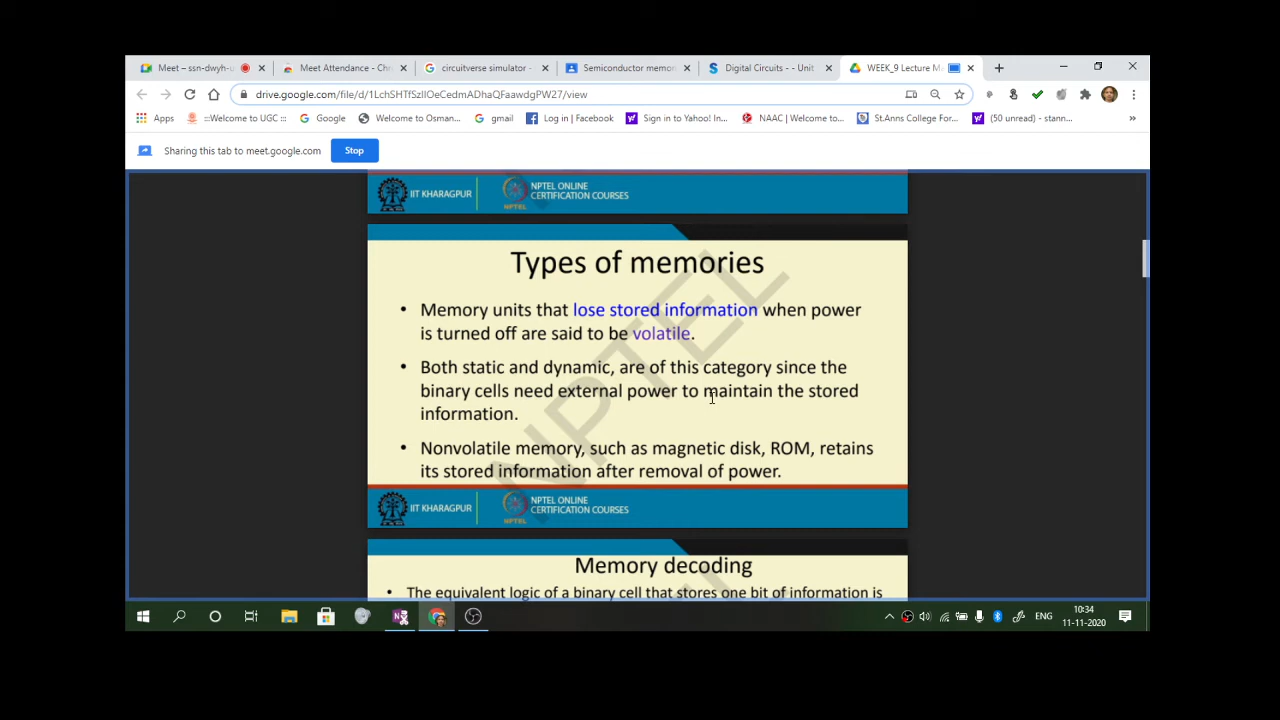 Meet – ssn-dwyh-u
Meet Attendance - Chr
circuitverse simulator -
Semiconductor memor
Digital Circuits - - Unit
WEEK_9 Lecture Ma
drive.google.com/file/d/1LchSHTfSzlIOeCedmADhaQFaawdgPW27/view
Apps
:::Welcome to UGC :::
Google
Welcome to Osman...
gmail
Log in | Facebook
Sign in to Yahoo! In...
NAAC | Welcome to...
St.Anns College For...
(50 unread) - stann...
»
Sharing this tab to meet.google.com
Stop
IIT KHARAGPUR
NPTEL ONLINE
CERTIFICATION COURSES
NPTEL
Types of memories
• Memory units that lose stored information when power
is turned off are said to be volatile.
• Both static and dynamic, are of this category since the
binary cells need external power to maintain the stored
information.
• Nonvolatile memory, such as magnetic disk, ROM, retains
its stored information after removal of power.
NPTEL
IIT KHARAGPUR
NPTEL ONLINE
CERTIFICATION COURSES
NPTEL
Memory decoding
• The equivalent logic of a binary cell that stores one bit of information is
ENG
10:34
11-11-2020